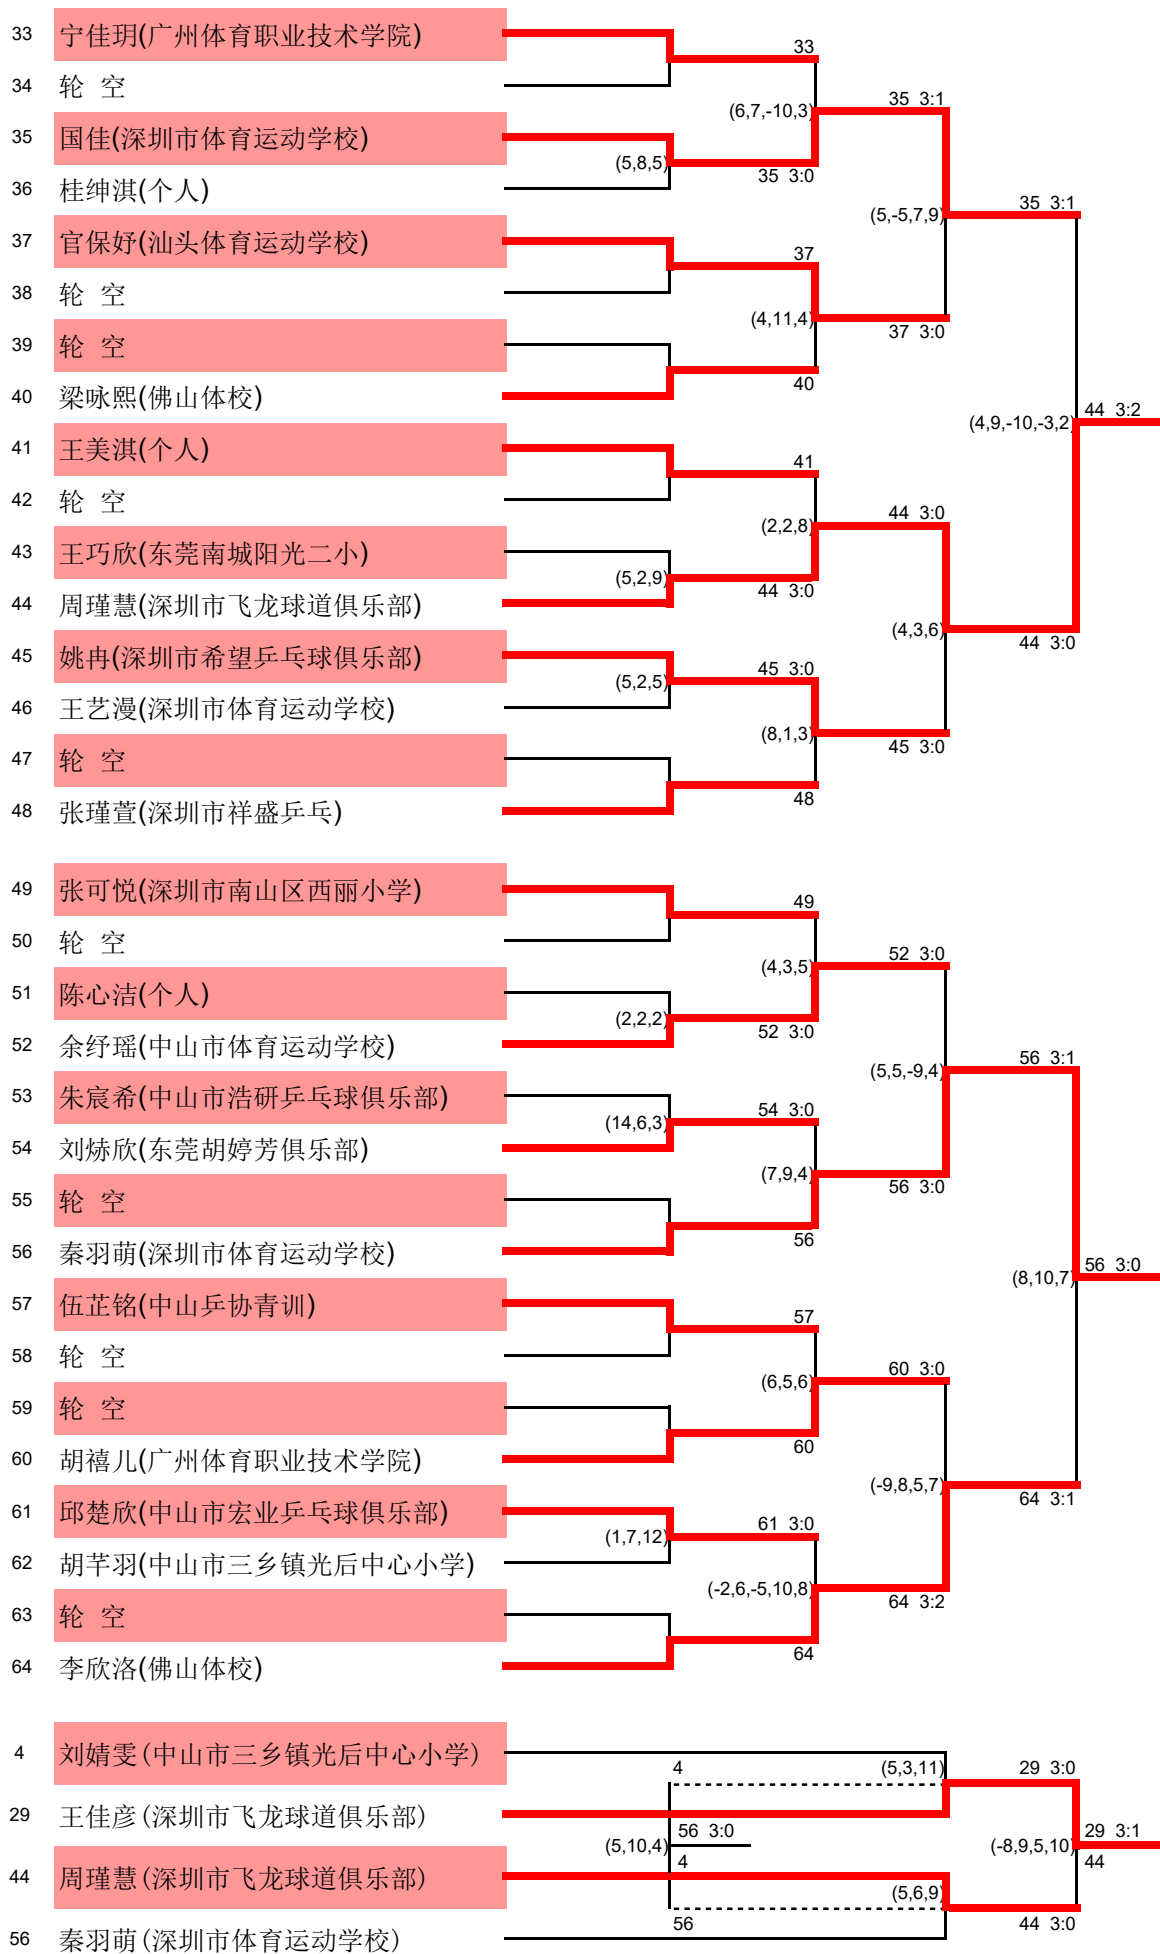 33 宁佳玥(广州体育职业技术学院)
33
34 轮 空
(6,7,-10,3)
35 3:1
35 国佳(深圳市体育运动学校)
(5,8,5)
35 3:0
36 桂绅淇(个人)
(5,-5,7,9)
35 3:1
37 官保妤(汕头体育运动学校)
37
38 轮 空
(4,11,4)
37 3:0
39 轮 空
40
40 梁咏熙(佛山体校)
(4,9,-10,-3,2)
44 3:2
41 王美淇(个人)
41
42 轮 空
(2,2,8)
44 3:0
43 王巧欣(东莞南城阳光二小)
(5,2,9)
44 3:0
44 周瑾慧(深圳市飞龙球道俱乐部)
(4,3,6)
44 3:0
45 姚冉(深圳市希望乒乓球俱乐部)
(5,2,5)
45 3:0
46 王艺漫(深圳市体育运动学校)
(8,1,3)
45 3:0
47 轮 空
48
48 张瑾萱(深圳市祥盛乒乓)
49 张可悦(深圳市南山区西丽小学)
49
50 轮 空
(4,3,5)
52 3:0
51 陈心洁(个人)
(2,2,2)
52 3:0
52 余纾瑶(中山市体育运动学校)
(5,5,-9,4)
56 3:1
53 朱宸希(中山市浩研乒乓球俱乐部)
(14,6,3)
54 3:0
54 刘焃欣(东莞胡婷芳俱乐部)
(7,9,4)
56 3:0
55 轮 空
56
56 秦羽萌(深圳市体育运动学校)
(8,10,7)
56 3:0
57 伍芷铭(中山乒协青训)
57
58 轮 空
(6,5,6)
60 3:0
59 轮 空
60
60 胡禧儿(广州体育职业技术学院)
(-9,8,5,7)
64 3:1
61 邱楚欣(中山市宏业乒乓球俱乐部)
(1,7,12)
61 3:0
62 胡芊羽(中山市三乡镇光后中心小学)
(-2,6,-5,10,8)
64 3:2
63 轮 空
64
64 李欣洛(佛山体校)
4 刘婧雯(中山市三乡镇光后中心小学)
4
(5,3,11)
29 3:0
29 王佳彦(深圳市飞龙球道俱乐部)
(5,10,4)
56 3:0
4
(-8,9,5,10)
29 3:1
44
44 周瑾慧(深圳市飞龙球道俱乐部)
(5,6,9)
56
44 3:0
56 秦羽萌(深圳市体育运动学校)